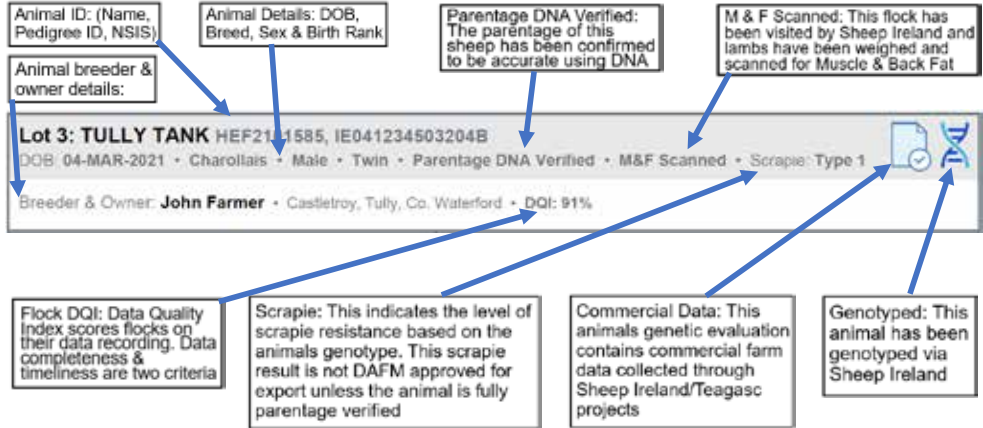 Animal ID: (Name,
Pedigree ID, NSIS)
Animal Details: DOB,
Breed, Sex & Birth Rank
Parentage DNA Verified:
The parentage of this
sheep has been confirmed
to be accurate using DNA
M & F Scanned: This flock has
been visited by Sheep Ireland and
lambs have been weighed and
scanned for Muscle & Back Fat
Animal breeder &
owner details:
Lot 3: TULLY TANK HEF21 1585, IE041234503204B
DOB: 04-MAR-2021 • Charollais • Male • Twin • Parentage DNA Verified • M&F Scanned • Scrapie: Type 1
Breeder & Owner: John Farmer • Castletroy, Tully, Co. Waterford • DQI: 91%
Flock DQI: Data Quality
Index scores flocks on
their data recording. Data
completeness &
timeliness are two criteria
Scrapie: This indicates the level of
scrapie resistance based on the
animals genotype. This scrapie
result is not DAFM approved for
export unless the animal is fully
parentage verified
Commercial Data: This
animals genetic evaluation
contains commercial farm
data collected through
Sheep Ireland/Teagasc
projects
Genotyped: This
animal has been
genotyped via
Sheep Ireland